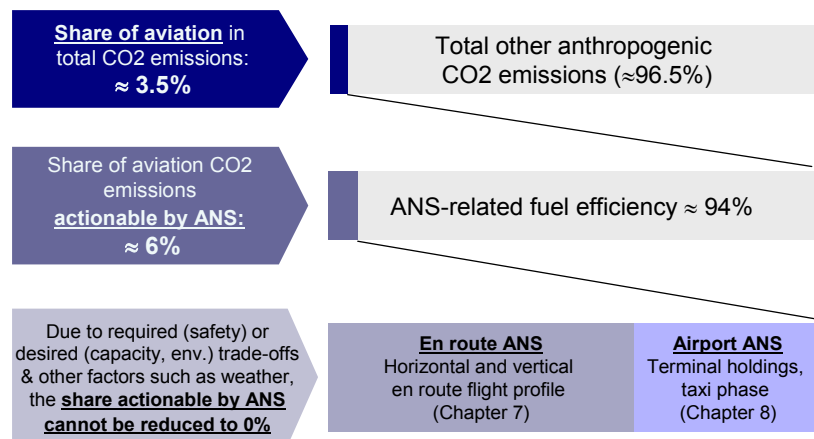 Share of aviation in
total CO2 emissions:
≈ 3.5%
Total other anthropogenic
CO2 emissions (≈96.5%)
Share of aviation CO2
emissions
actionable by ANS:
≈ 6%
ANS-related fuel efficiency ≈ 94%
Due to required (safety) or
desired (capacity, env.) trade-offs
& other factors such as weather,
the share actionable by ANS
cannot be reduced to 0%
En route ANS
Horizontal and vertical
en route flight profile
(Chapter 7)
Airport ANS
Terminal holdings,
taxi phase
(Chapter 8)